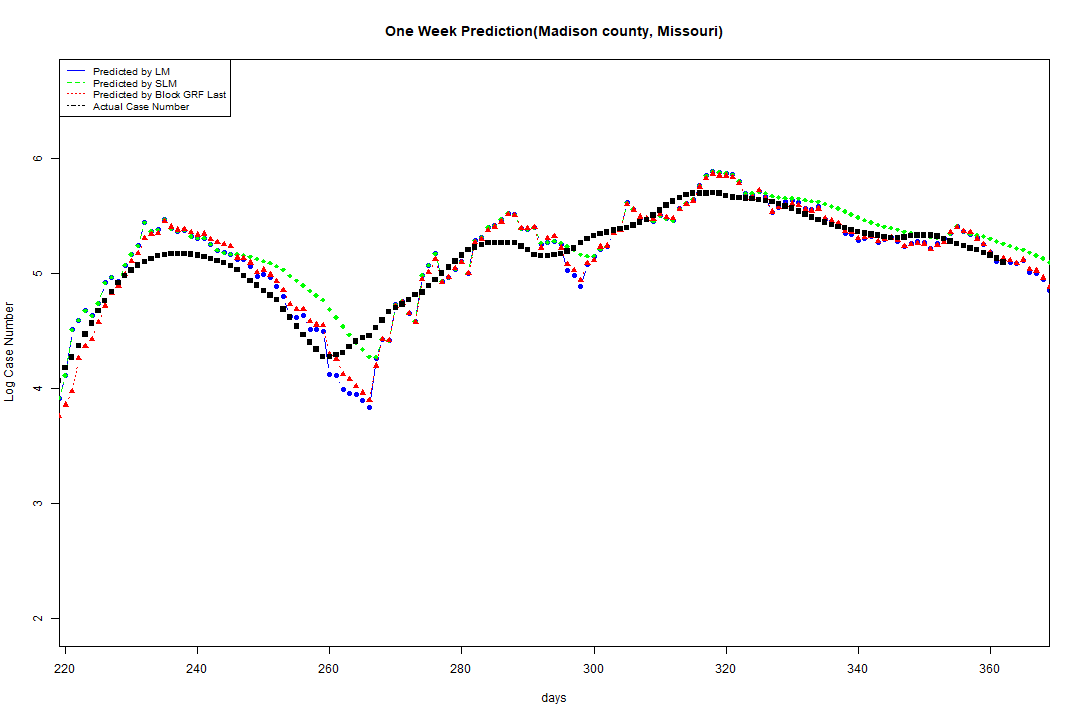 One Week Prediction(Madison county, Missouri)
Predicted by LM
Predicted by SLM
Predicted by Block GRF Last
Actual Case Number
Log Case Number
6
5
4
3
2
220 240 260 280 300 320 340 360
days